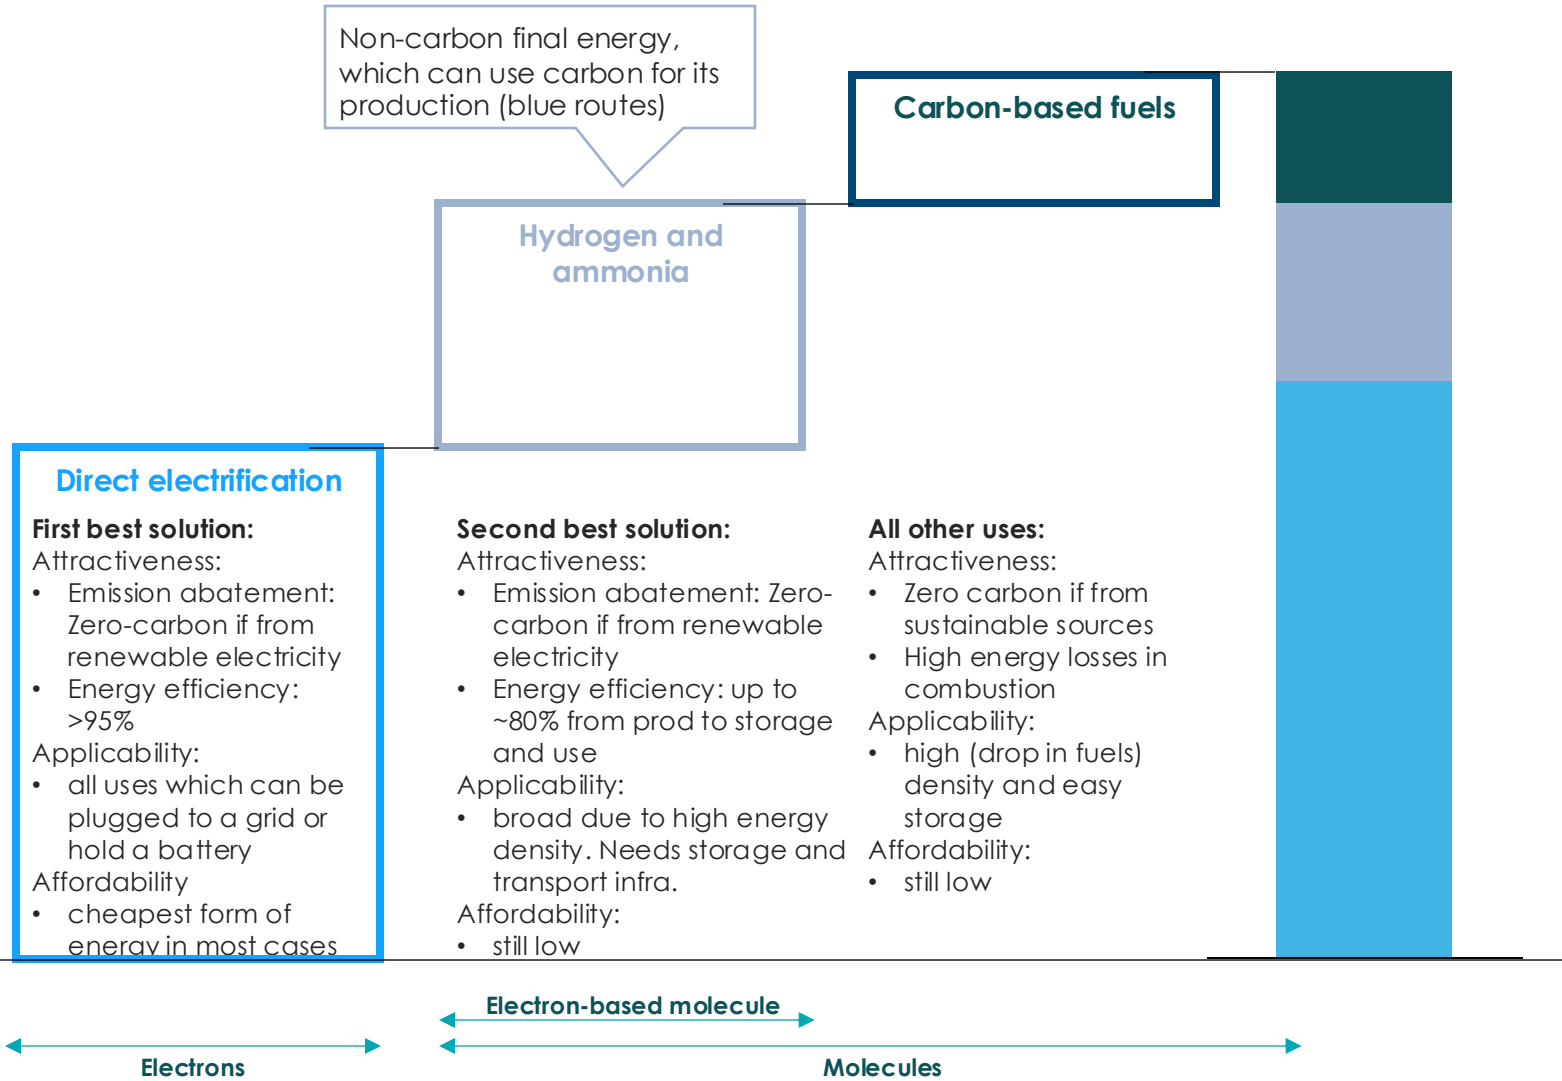 Non-carbon final energy,
which can use carbon for its
production (blue routes)
Carbon-based fuels
Hydrogen and
ammonia
Direct electrification
First best solution:
Attractiveness:
• Emission abatement:
Zero-carbon if from
renewable electricity
• Energy efficiency:
>95%
Applicability:
• all uses which can be
plugged to a grid or
hold a battery
Affordability
• cheapest form of
energy in most cases
Second best solution:
Attractiveness:
• Emission abatement: Zero-
carbon if from renewable
electricity
• Energy efficiency: up to
~80% from prod to storage
and use
Applicability:
• broad due to high energy
density. Needs storage and
transport infra.
Affordability:
• still low
All other uses:
Attractiveness:
• Zero carbon if from
sustainable sources
• High energy losses in
combustion
Applicability:
• high (drop in fuels)
density and easy
storage
Affordability:
• still low
Electron-based molecule
Electrons
Molecules